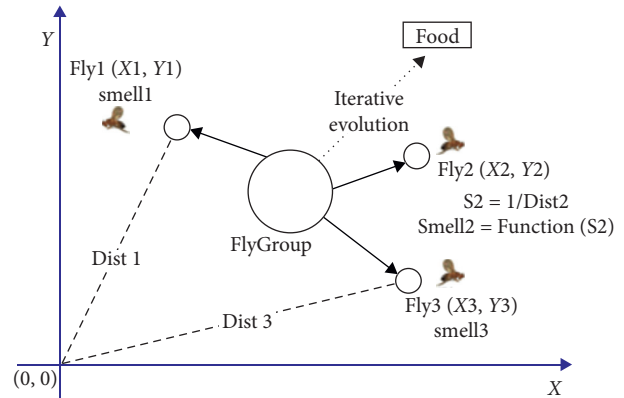 Y
Food
Fly1 (X1, Y1)
smell1
Iterative
evolution
Fly2 (X2, Y2)
S2 = 1/Dist2
Smell2 = Function (S2)
FlyGroup
Dist 1
Fly3 (X3, Y3)
smell3
Dist 3
(0, 0)
X